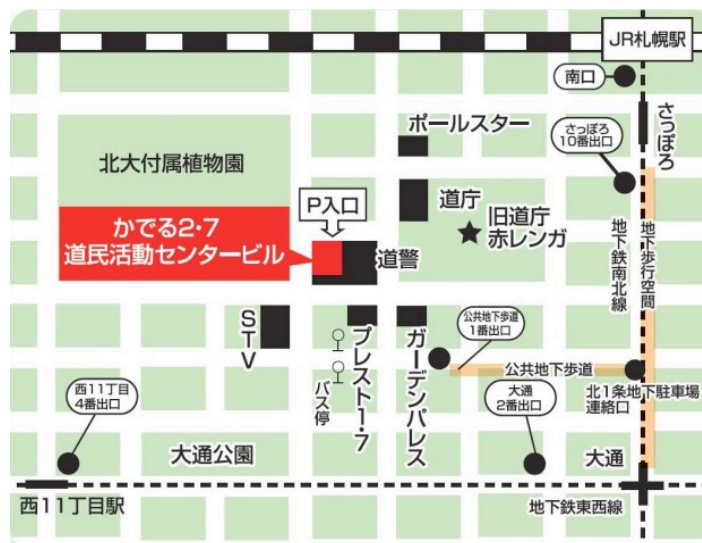 JR札幌駅
南口
さっぽろ
ポールスター
さっぽろ
10番出口
北大付属植物園
P入口
道庁
旧道庁
赤レンガ
かでる2・7
道民活動センタービル
道警
地下鉄南北線
地下歩行空間
STV
プレスト1・7
ガーデンパレス
公共地下歩道
1番出口
公共地下歩道
バス停
西11丁目
4番出口
大通
2番出口
北1条地下駐車場
連絡口
大通公園
大通
西11丁目駅
地下鉄東西線